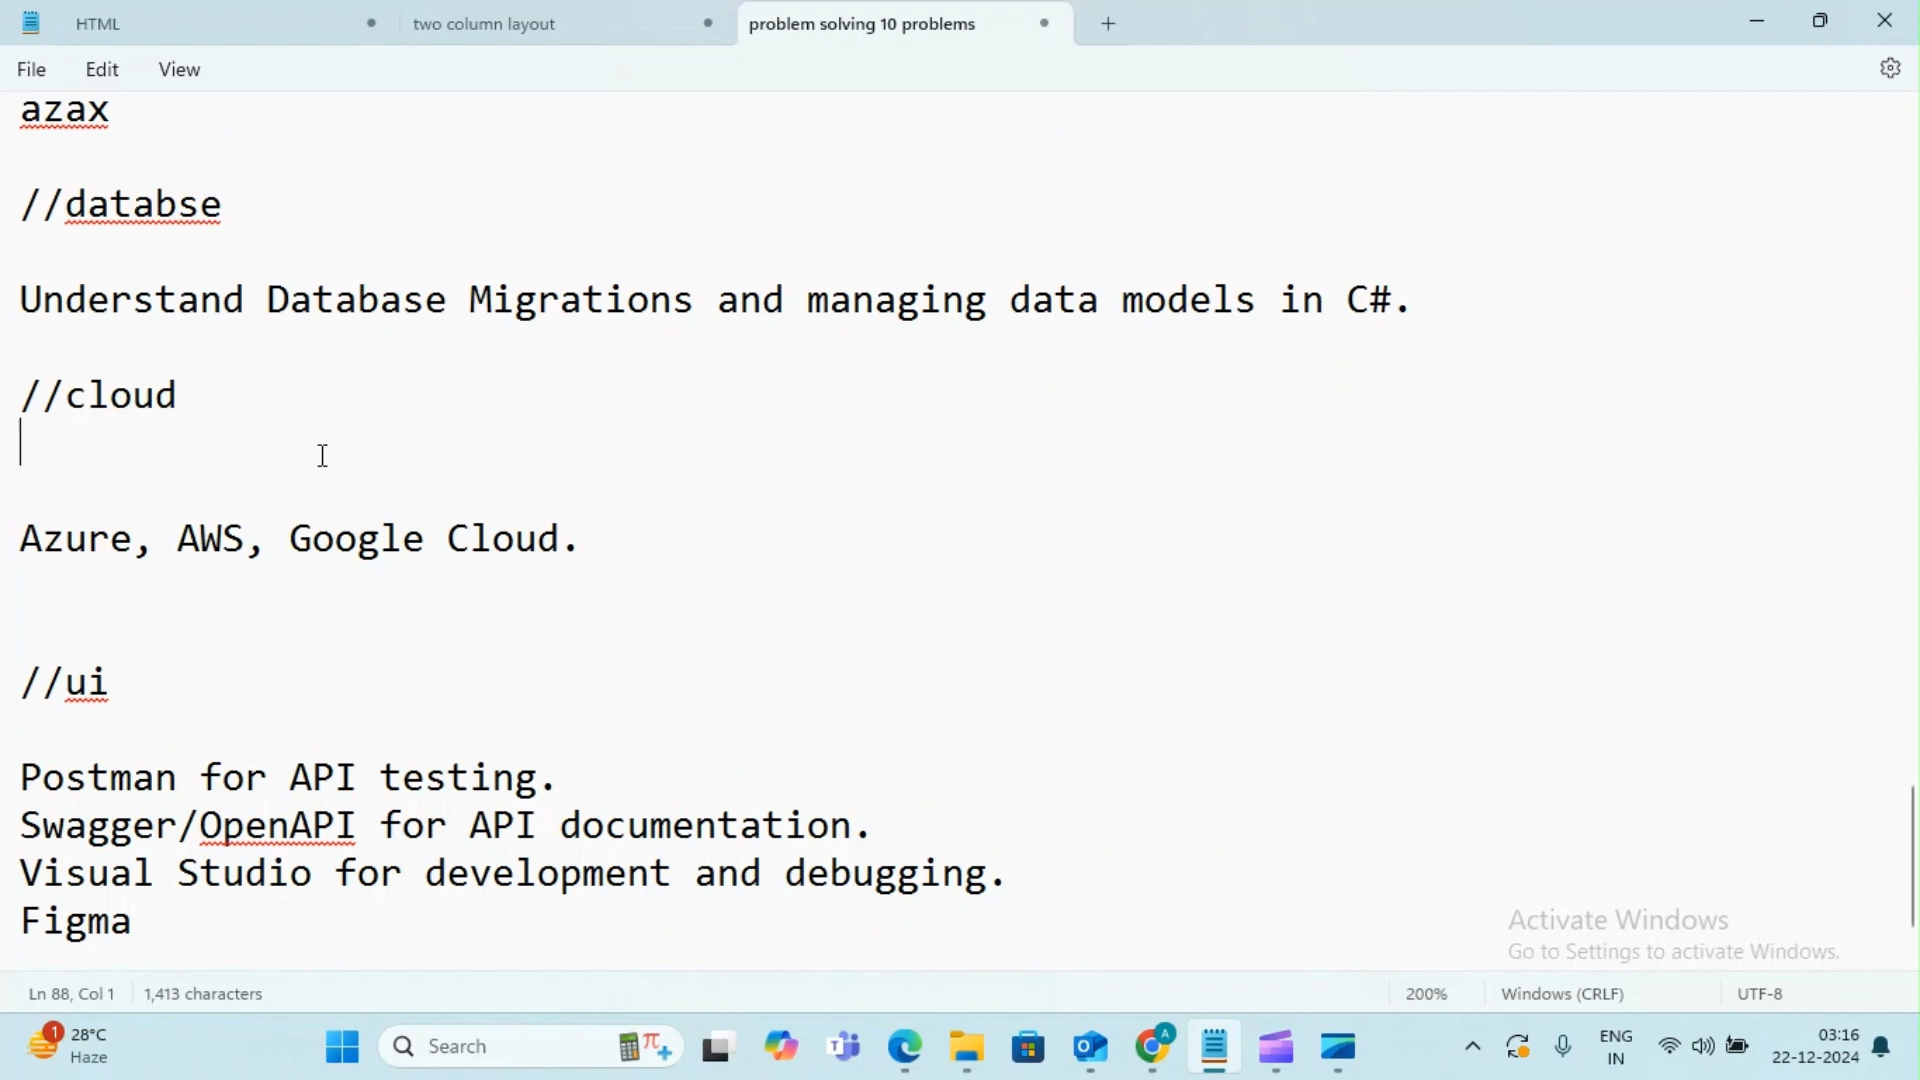 HTML
two column layout
problem solving 10 problems
File Edit View
azax
//databse
Understand Database Migrations and managing data models in C#.
//cloud
Azure, AWS, Google Cloud.
//ui
Postman for API testing.
Swagger/OpenAPI for API documentation.
Visual Studio for development and debugging.
Figma
Activate Windows
Go to Settings to activate Windows.
Ln 88, Col 1 1,413 characters 200% Windows (CRLF) UTF-8
1
28°C
Haze
Search
A
ENG
IN
03:16
22-12-2024